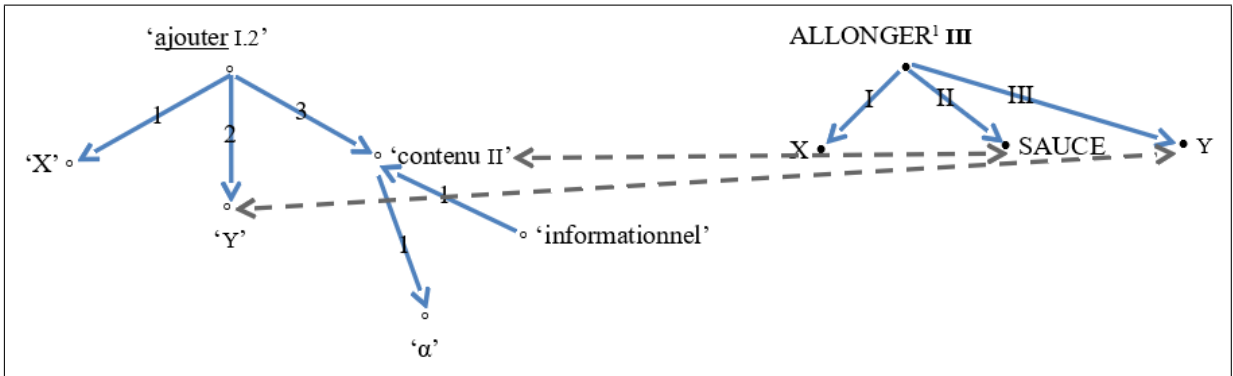 ‘ajouter I.2’
ALLONGER¹ III
1
2
3
I
II
III
‘X’
‘contenu II’
X
SAUCE
Y
1
‘Y’
‘informationnel’
1
‘α’